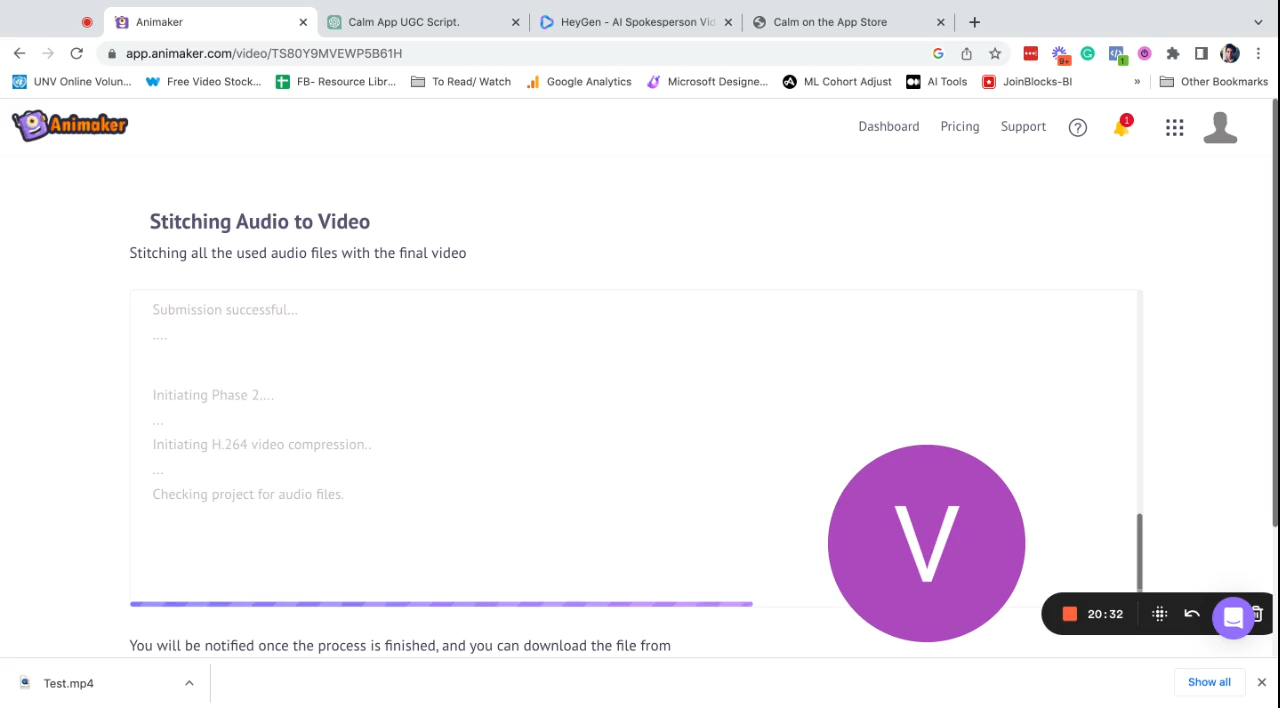 Animaker
Calm App UGC Script.
HeyGen - AI Spokesperson Vid
Calm on the App Store
app.animaker.com/video/TS80Y9MVEWP5B61H
9+
1
UNV Online Volun...
Free Video Stock...
FB- Resource Libr...
To Read/ Watch
Google Analytics
Microsoft Designe...
ML Cohort Adjust
AI Tools
JoinBlocks-BI
»
Other Bookmarks
Animaker
Dashboard
Pricing
Support
?
1
Stitching Audio to Video
Stitching all the used audio files with the final video
Submission successful...
....
Initiating Phase 2....
...
Initiating H.264 video compression..
...
Checking project for audio files.
V
20:32
You will be notified once the process is finished, and you can download the file from
Test.mp4
Show all